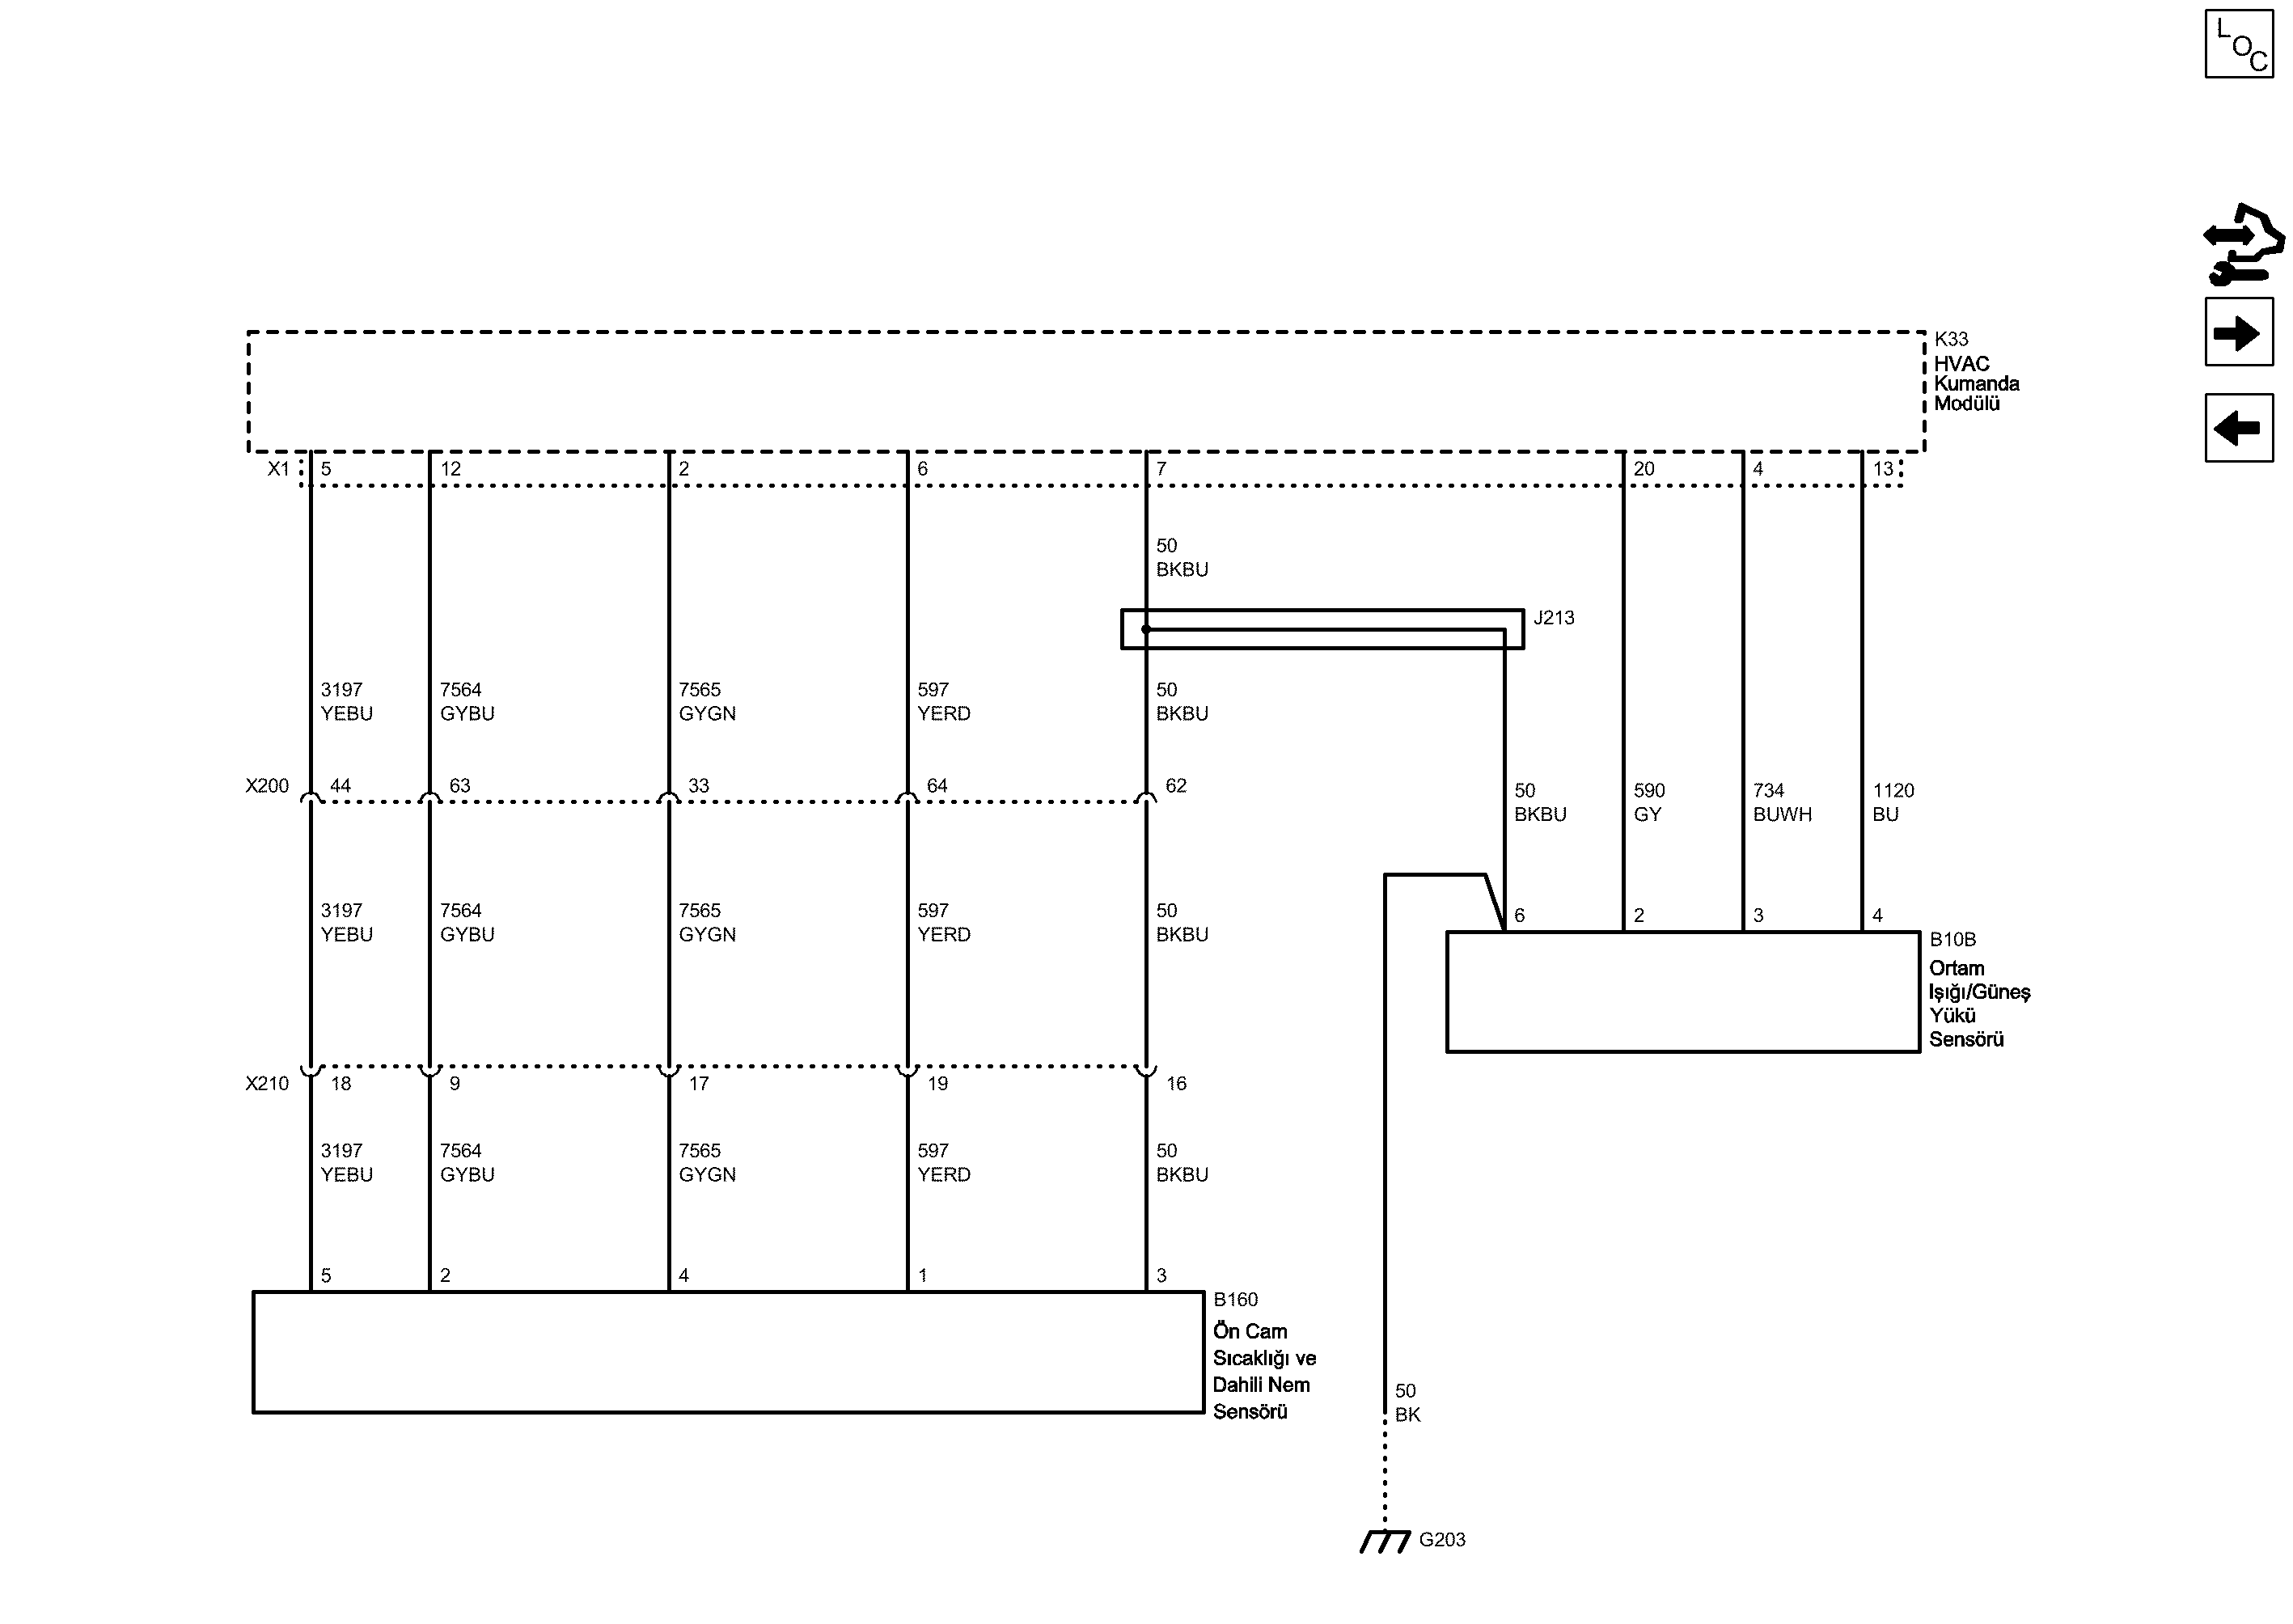 LOC
K33
HVAC
Kumanda
Modülü
X1 5 12 2 6 7 20 4 13
50
BKBU
J213
3197 7564 7565 597 50
YEBU GYBU GYGN YERD BKBU
X200 44 63 33 64 62
50 590 734 1120
BKBU GY BUWH BU
3197 7564 7565 597 50
YEBU GYBU GYGN YERD BKBU
6 2 3 4
B10B
Ortam
Işığı/Güneş
Yükü
Sensörü
X210 18 9 17 19 16
3197 7564 7565 597 50
YEBU GYBU GYGN YERD BKBU
5 2 4 1 3
B160
Ön Cam
Sıcaklığı ve
Dahili Nem
Sensörü
50
BK
G203